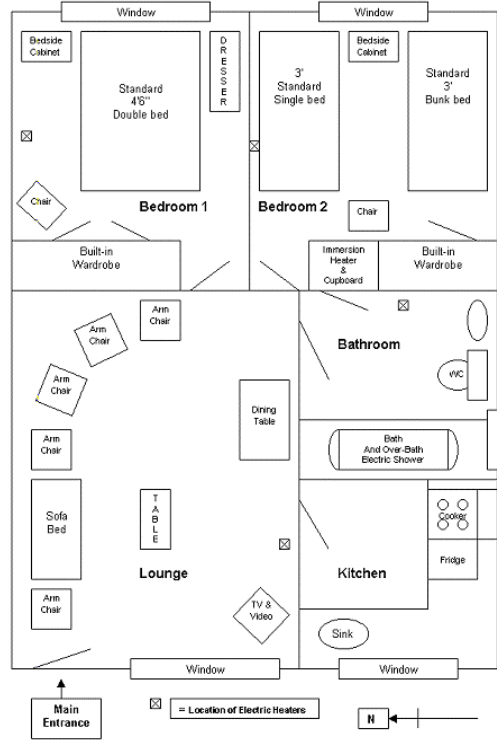 Window
Window
Bedside
Cabinet
Standard
4'6"
Double bed
DRESSER
3'
Standard
Single bed
Bedside
Cabinet
Standard
3'
Bunk bed
Chair
Bedroom 1
Bedroom 2
Chair
Built-in
Wardrobe
Immersion
Heater
&
Cupboard
Built-in
Wardrobe
Arm
Chair
Arm
Chair
Bathroom
Arm
Chair
WC
Dining
Table
Arm
Chair
Bath
And Over-Bath
Electric Shower
Sofa
Bed
TABLE
Cooker
Fridge
Lounge
Kitchen
Arm
Chair
TV &
Video
Sink
Window
Window
Main
Entrance
= Location of Electric Heaters
N